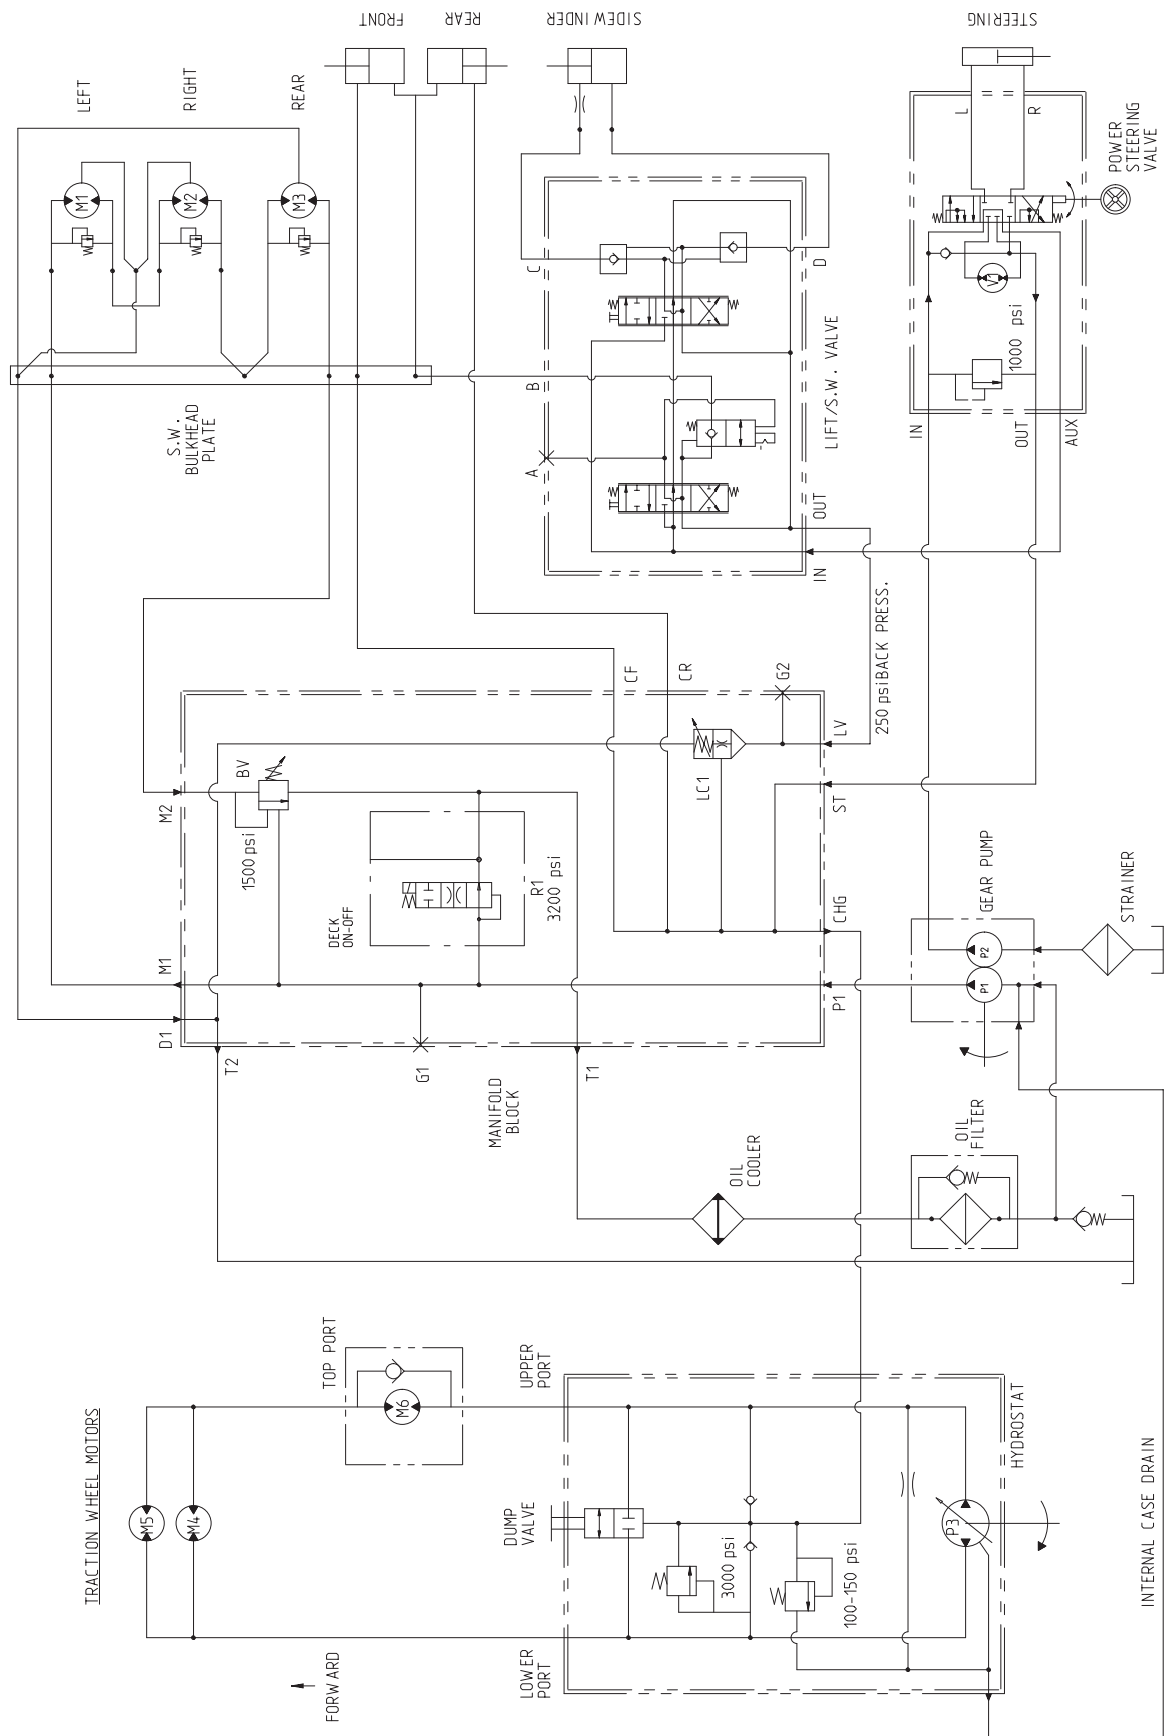 FRONT
REAR
SIDEWINDER
STEERING
LEFT
RIGHT
REAR
M1
M2
M3
L
R
POWER
STEERING
VALVE
C
D
V1
1000 psi
S.W.
BULKHEAD
PLATE
B
A
LIFT/S.W. VALVE
IN
OUT
AUX
OUT
IN
250 psiBACK PRESS.
CF
CR
G2
LV
M2
BV
1500 psi
LC1
ST
DECK
ON-OFF
R1
3200 psi
CHG
GEAR PUMP
STRAINER
M1
D1
P1
P1
P2
T2
G1
T1
MANIFOLD
BLOCK
OIL
COOLER
OIL
FILTER
TRACTION WHEEL MOTORS
TOP PORT
M6
UPPER
PORT
HYDROSTAT
M5
M4
DUMP
VALVE
3000 psi
100-150 psi
P3
INTERNAL CASE DRAIN
LOWER
PORT
FORWARD